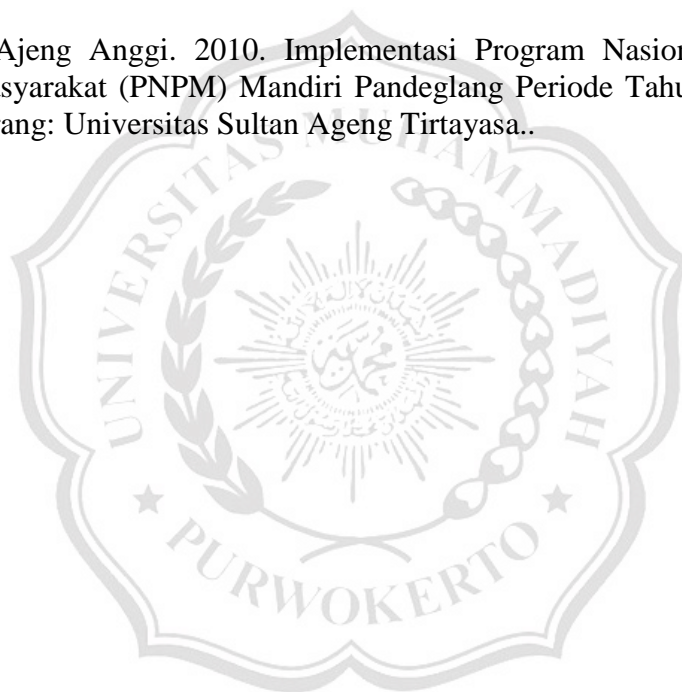 Ajeng Anggi. 2010. Implementasi Program Nasion
syarakat (PNPM) Mandiri Pandeglang Periode Tahu
rang: Universitas Sultan Ageng Tirtayasa..
UNIVERSITAS MUHAMMADIYAH
PURWOKERTO